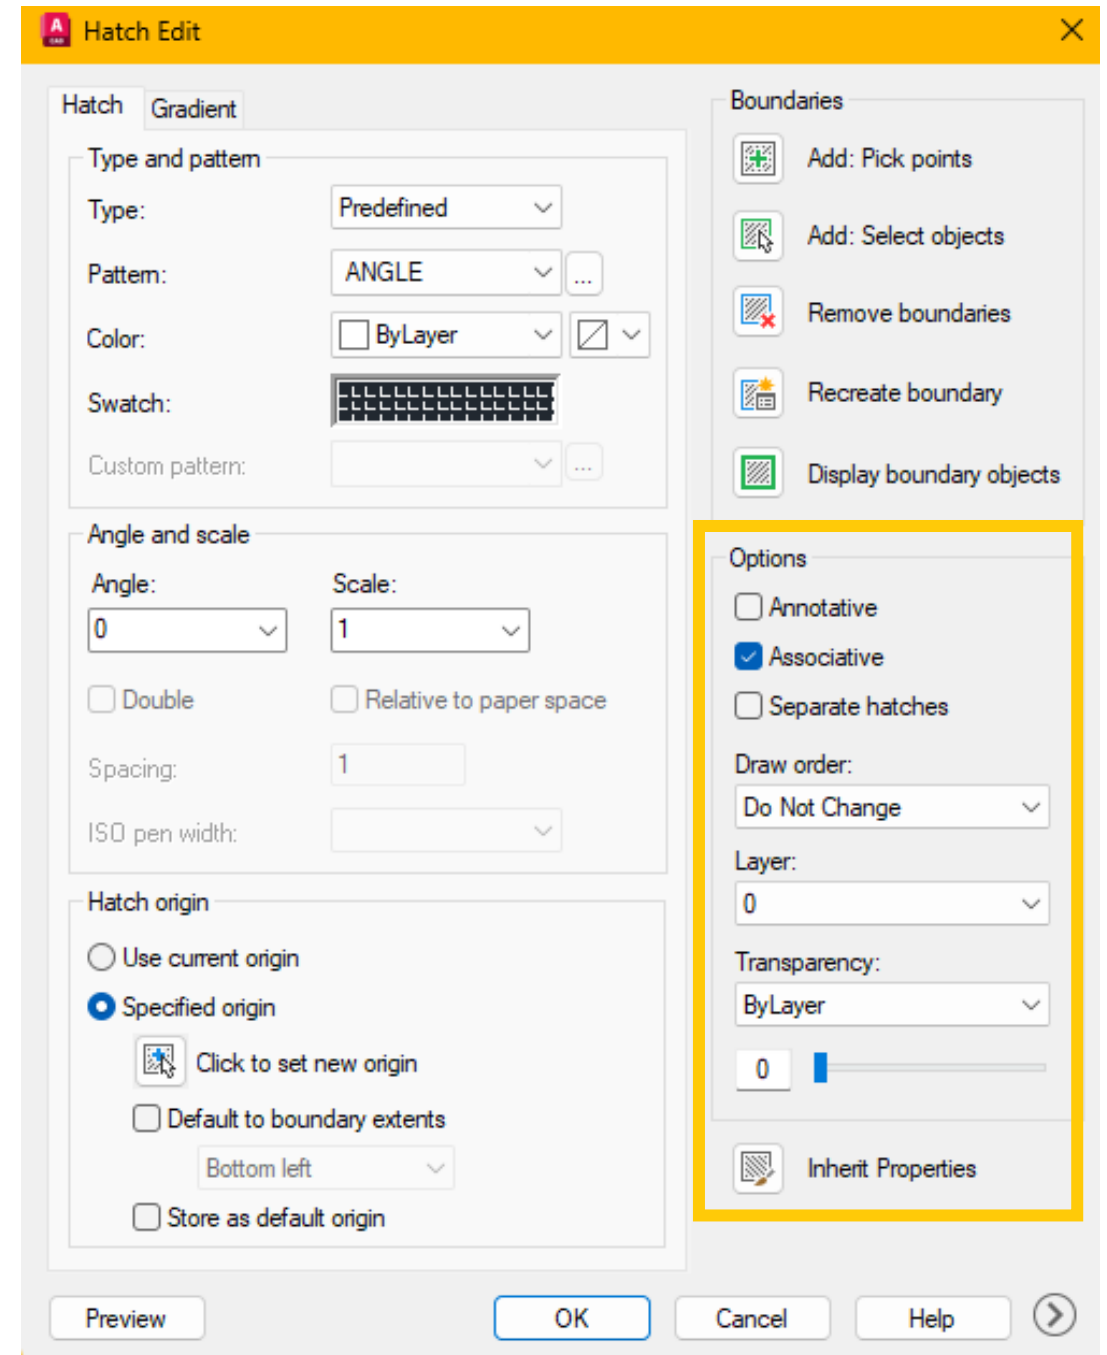 A
CAD
Hatch Edit
Hatch
Gradient
Type and pattern
Type:
Predefined
Pattern:
ANGLE
...
Color:
ByLayer
Swatch:
Custom pattern:
...
Angle and scale
Angle:
Scale:
0
1
Double
Relative to paper space
Spacing:
1
ISO pen width:
Hatch origin
Use current origin
Specified origin
Click to set new origin
Default to boundary extents
Bottom left
Store as default origin
Boundaries
Add: Pick points
Add: Select objects
Remove boundaries
Recreate boundary
Display boundary objects
Options
Annotative
Associative
Separate hatches
Draw order:
Do Not Change
Layer:
0
Transparency:
ByLayer
0
Inherit Properties
Preview
OK
Cancel
Help